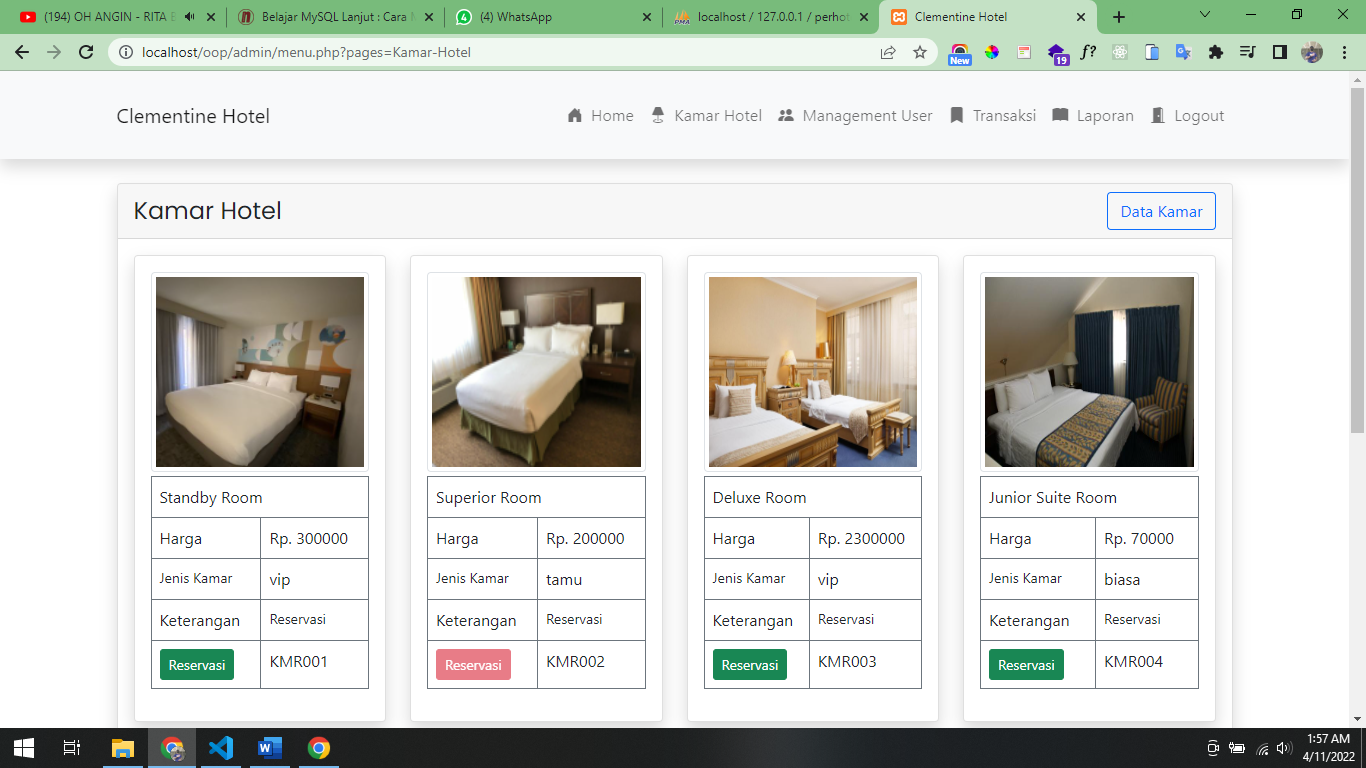 (194) OH ANGIN - RITA
Belajar MySQL Lanjut : Cara
(4) WhatsApp
localhost / 127.0.0.1 / perhot
Clementine Hotel
localhost/oop/admin/menu.php?pages=Kamar-Hotel
New
19
f?
Clementine Hotel
Home Kamar Hotel Management User Transaksi Laporan Logout
Kamar Hotel
Data Kamar
Standby Room
Harga Rp. 300000
Jenis Kamar vip
Keterangan Reservasi
Reservasi KMR001
Superior Room
Harga Rp. 200000
Jenis Kamar tamu
Keterangan Reservasi
Reservasi KMR002
Deluxe Room
Harga Rp. 2300000
Jenis Kamar vip
Keterangan Reservasi
Reservasi KMR003
Junior Suite Room
Harga Rp. 70000
Jenis Kamar biasa
Keterangan Reservasi
Reservasi KMR004
1:57 AM
4/11/2022